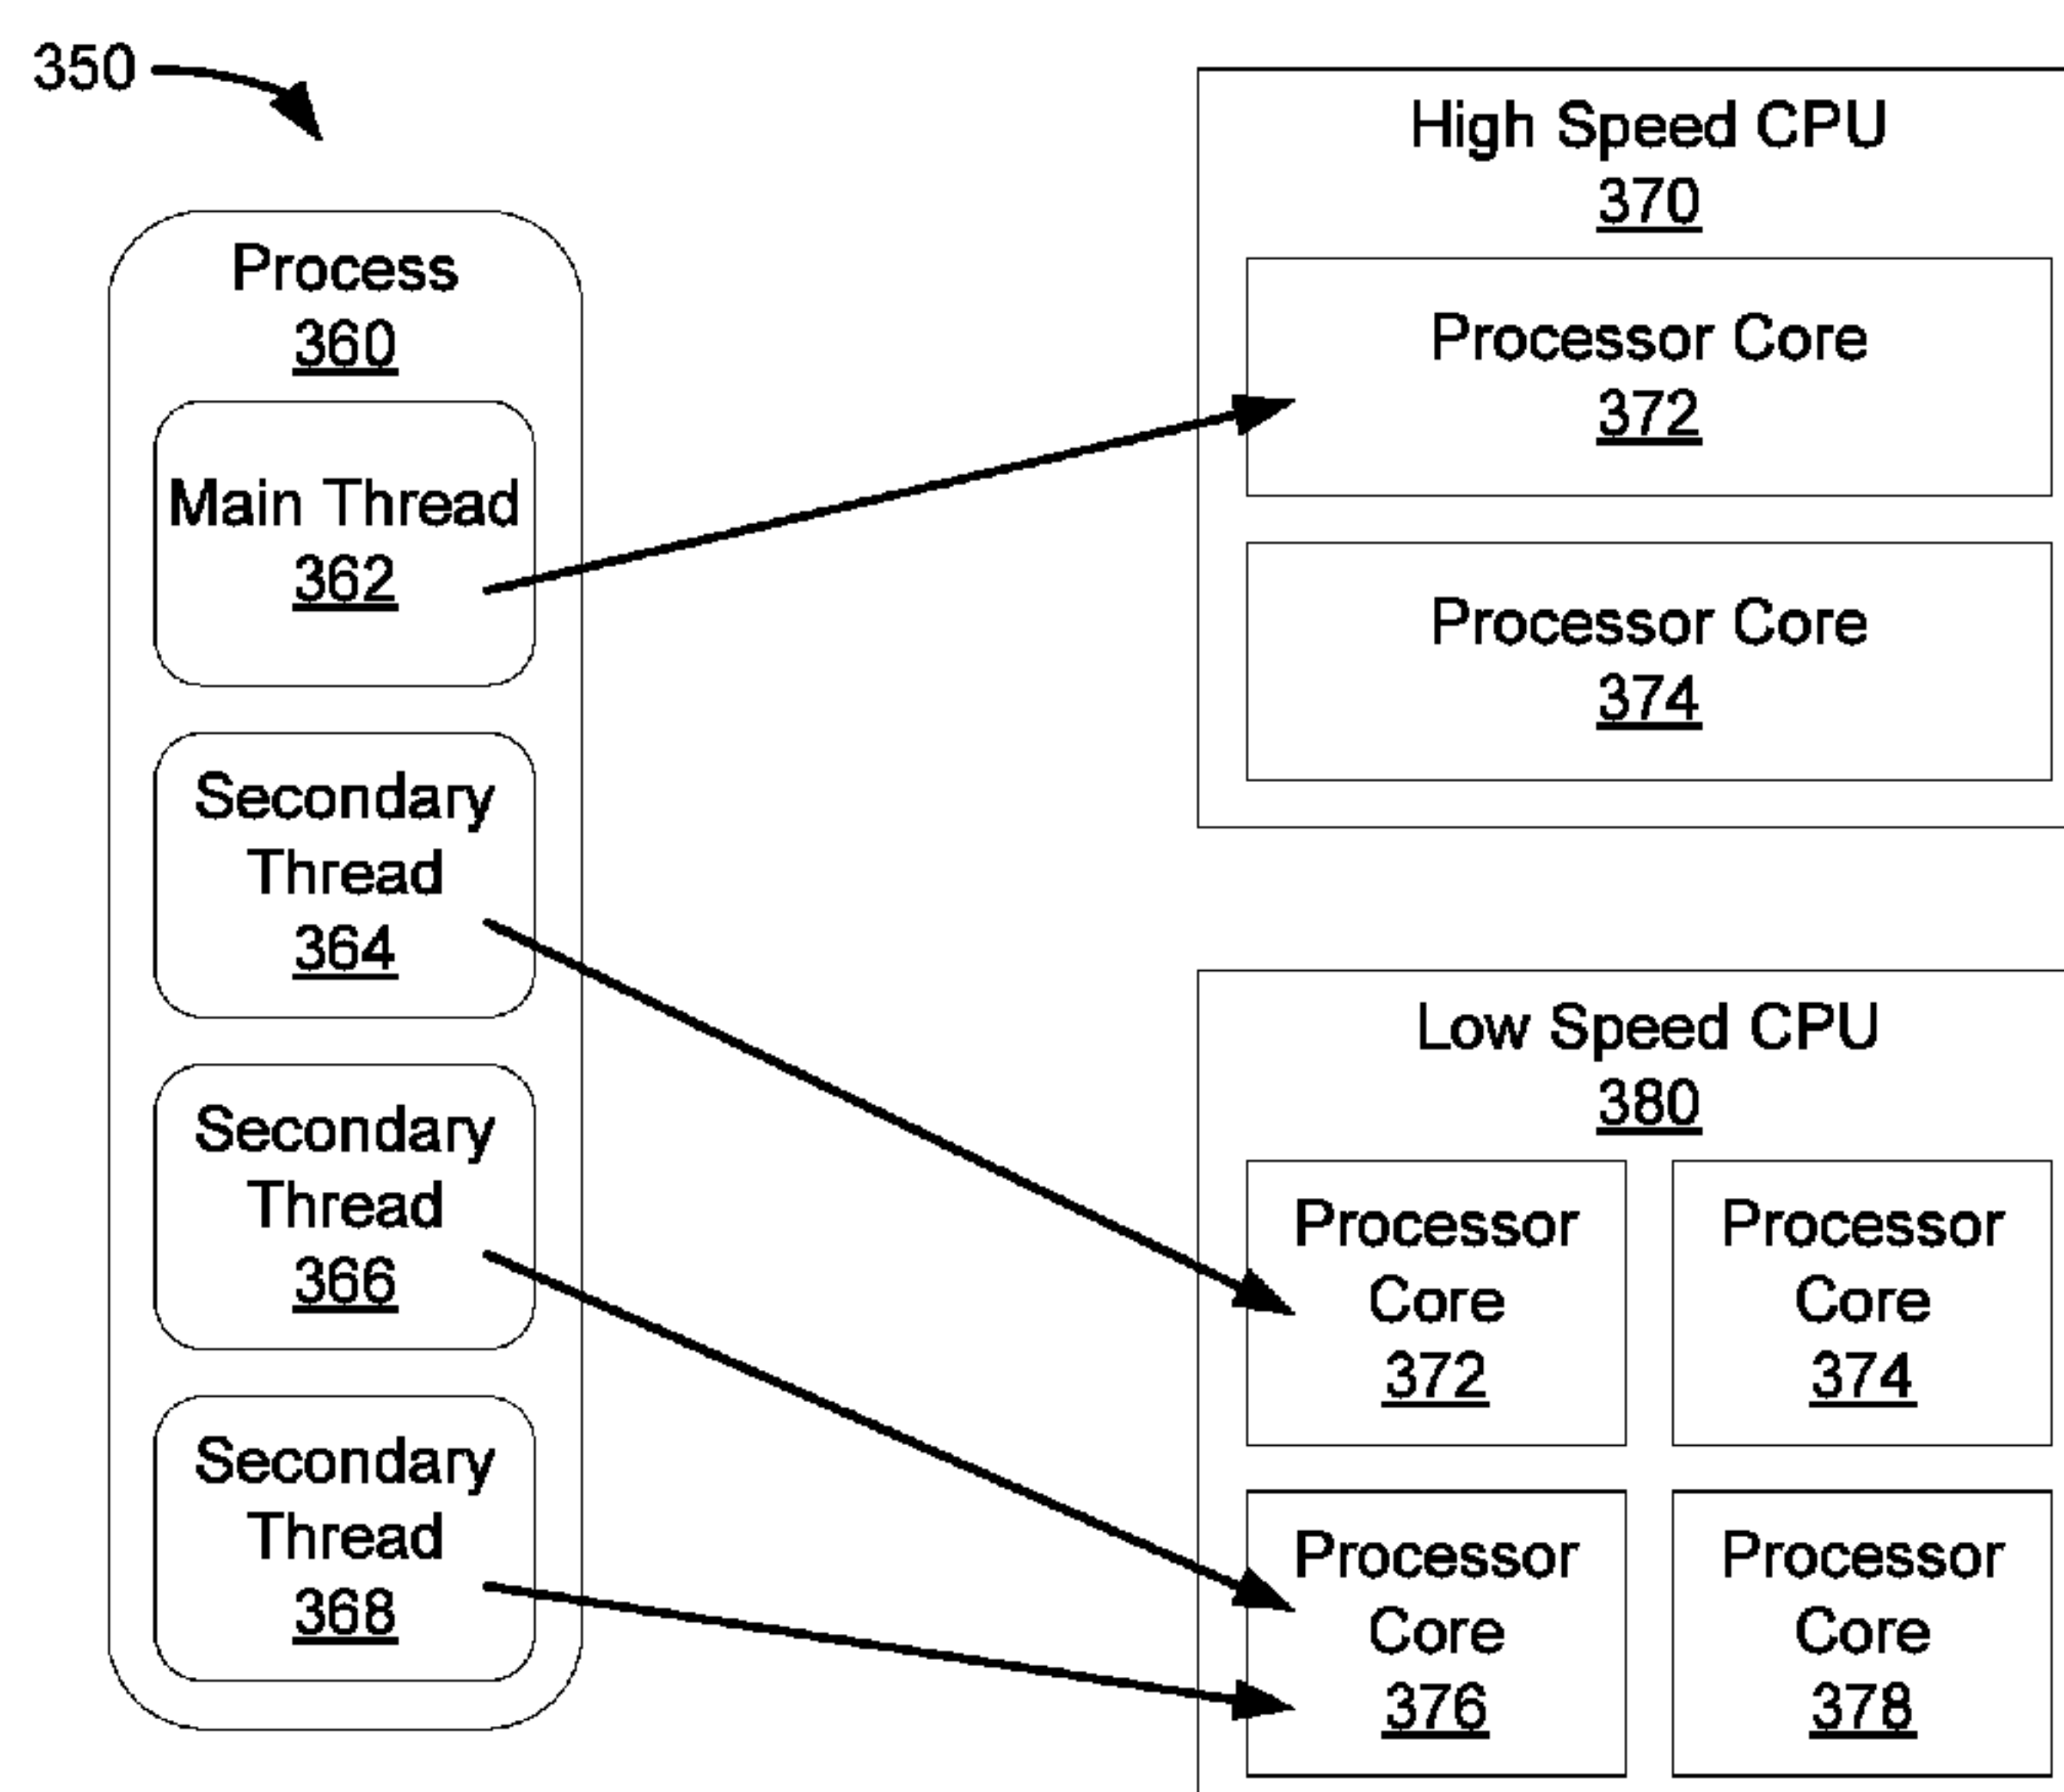 350
Process
360
Main Thread
362
Secondary
Thread
364
Secondary
Thread
366
Secondary
Thread
368
High Speed CPU
370
Processor Core
372
Processor Core
374
Low Speed CPU
380
Processor
Core
372
Processor
Core
374
Processor
Core
376
Processor
Core
378